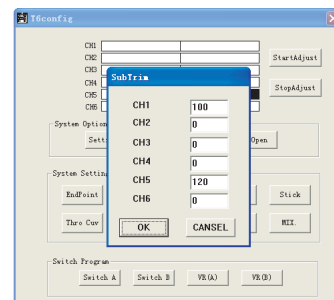 T6config
CH1
CH2
CH3
CH4
CH5
CH6
StartAdjust
StopAdjust
SubTrim
CH1 100
CH2 0
CH3 0
CH4 0
CH5 120
CH6 0
OK CANSEL
System Option
Open
System Setting
EndPoint
Stick
Thro Cuv
MIX.
Switch Program
Switch A Switch B VR(A) VR(B)